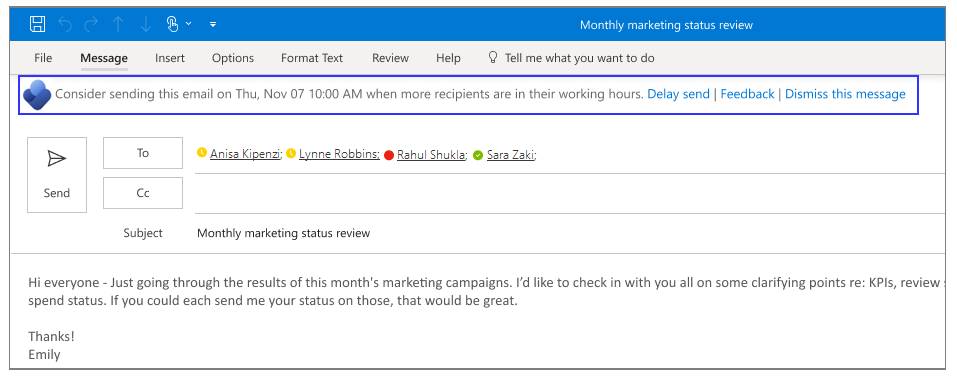 Monthly marketing status review
File Message Insert Options Format Text Review Help Tell me what you want to do
Consider sending this email on Thu, Nov 07 10:00 AM when more recipients are in their working hours. Delay send | Feedback | Dismiss this message
To Anisa Kipenzi; Lynne Robbins; Rahul Shukla; Sara Zaki;
Send Cc
Subject Monthly marketing status review
Hi everyone - Just going through the results of this month's marketing campaigns. I'd like to check in with you all on some clarifying points re: KPIs, review
spend status. If you could each send me your status on those, that would be great.
Thanks!
Emily